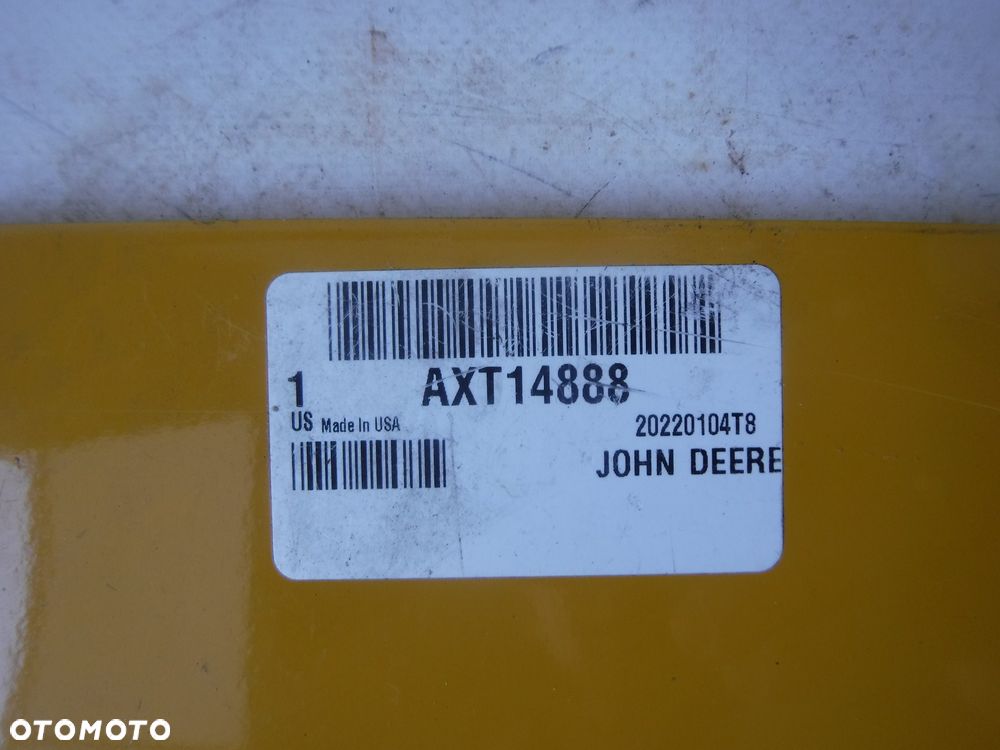 1 AXT14888
US Made In USA 20220104T8
JOHN DEERE
OTOMOTO